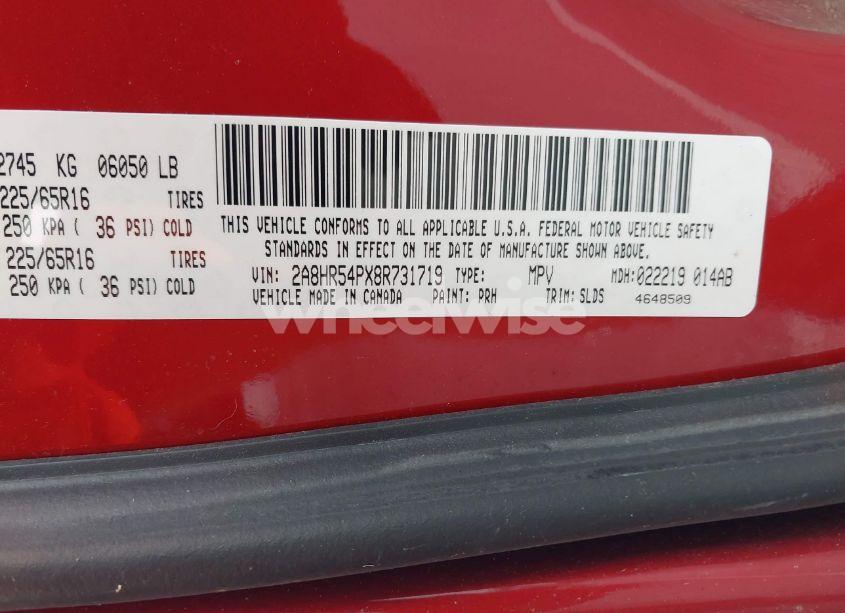 2745 KG 06050 LB
225/65R16 TIRES
250 KPA ( 36 PSI) COLD
225/65R16 TIRES
250 KPA ( 36 PSI) COLD
THIS VEHICLE CONFORMS TO ALL APPLICABLE U.S.A. FEDERAL MOTOR VEHICLE SAFETY
STANDARDS IN EFFECT ON THE DATE OF MANUFACTURE SHOWN ABOVE.
VIN: 2A8HR54PX8R731719 TYPE: MPV MDH:022219 014AB
VEHICLE MADE IN CANADA PAINT: PRH TRIM: SLDS 4648509
wheelwise